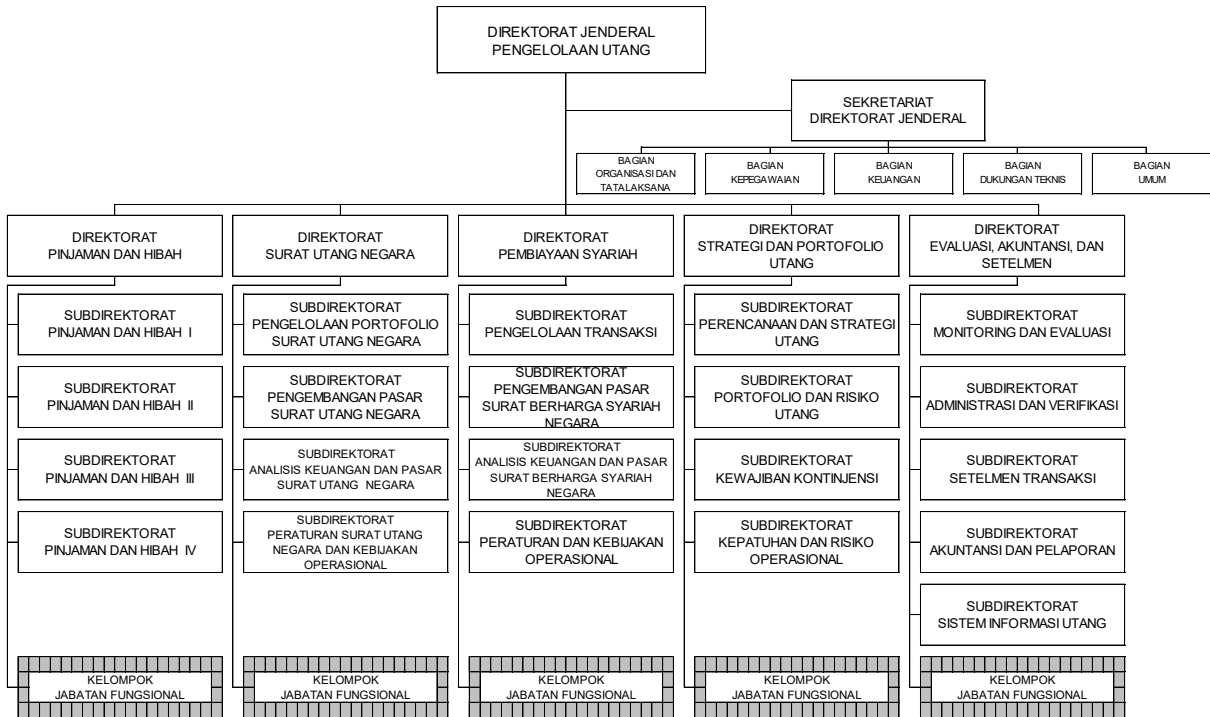 DIREKTORAT JENDERAL
PENGELOLAAN UTANG
SEKRETARIAT
DIREKTORAT JENDERAL
BAGIAN
ORGANISASI DAN
TATALAKSANA
BAGIAN
KEPEGAWAIAN
BAGIAN
KEUANGAN
BAGIAN
DUKUNGAN TEKNIS
BAGIAN
UMUM
DIREKTORAT
PINJAMAN DAN HIBAH
DIREKTORAT
SURAT UTANG NEGARA
DIREKTORAT
PEMBIAYAAN SYARIAH
DIREKTORAT
STRATEGI DAN PORTOFOLIO
UTANG
DIREKTORAT
EVALUASI, AKUNTANSI, DAN
SETELMEN
SUBDIREKTORAT
PINJAMAN DAN HIBAH I
SUBDIREKTORAT
PENGELOLAAN PORTOFOLIO
SURAT UTANG NEGARA
SUBDIREKTORAT
PENGELOLAAN TRANSAKSI
SUBDIREKTORAT
PERENCANAAN DAN STRATEGI
UTANG
SUBDIREKTORAT
MONITORING DAN EVALUASI
SUBDIREKTORAT
PINJAMAN DAN HIBAH II
SUBDIREKTORAT
PENGEMBANGAN PASAR
SURAT UTANG NEGARA
SUBDIREKTORAT
PENGEMBANGAN PASAR
SURAT BERHARGA SYARIAH
NEGARA
SUBDIREKTORAT
PORTOFOLIO DAN RISIKO
UTANG
SUBDIREKTORAT
ADMINISTRASI DAN VERIFIKASI
SUBDIREKTORAT
PINJAMAN DAN HIBAH III
SUBDIREKTORAT
ANALISIS KEUANGAN DAN PASAR
SURAT UTANG NEGARA
SUBDIREKTORAT
ANALISIS KEUANGAN DAN PASAR
SURAT BERHARGA SYARIAH
NEGARA
SUBDIREKTORAT
KEWAJIBAN KONTINJENSI
SUBDIREKTORAT
SETELMEN TRANSAKSI
SUBDIREKTORAT
PINJAMAN DAN HIBAH IV
SUBDIREKTORAT
PERATURAN SURAT UTANG
NEGARA DAN KEBIJAKAN
OPERASIONAL
SUBDIREKTORAT
PERATURAN DAN KEBIJAKAN
OPERASIONAL
SUBDIREKTORAT
KEPATUHAN DAN RISIKO
OPERASIONAL
SUBDIREKTORAT
AKUNTANSI DAN PELAPORAN
SUBDIREKTORAT
SISTEM INFORMASI UTANG
KELOMPOK
JABATAN FUNGSIONAL
KELOMPOK
JABATAN FUNGSIONAL
KELOMPOK
JABATAN FUNGSIONAL
KELOMPOK
JABATAN FUNGSIONAL
KELOMPOK
JABATAN FUNGSIONAL